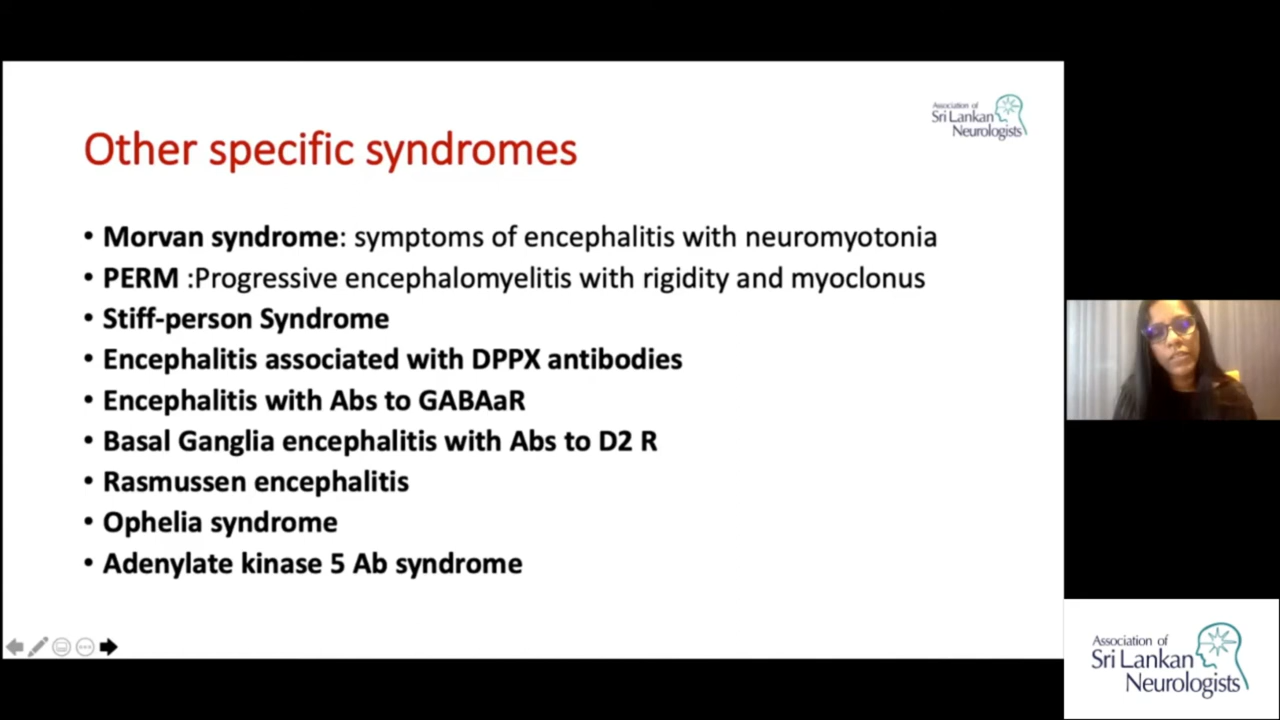 Association of
Sri Lankan
Neurologists
Other specific syndromes
• Morvan syndrome: symptoms of encephalitis with neuromyotonia
• PERM :Progressive encephalomyelitis with rigidity and myoclonus
• Stiff-person Syndrome
• Encephalitis associated with DPPX antibodies
• Encephalitis with Abs to GABAaR
• Basal Ganglia encephalitis with Abs to D2 R
• Rasmussen encephalitis
• Ophelia syndrome
• Adenylate kinase 5 Ab syndrome
Association of
Sri Lankan
Neurologists